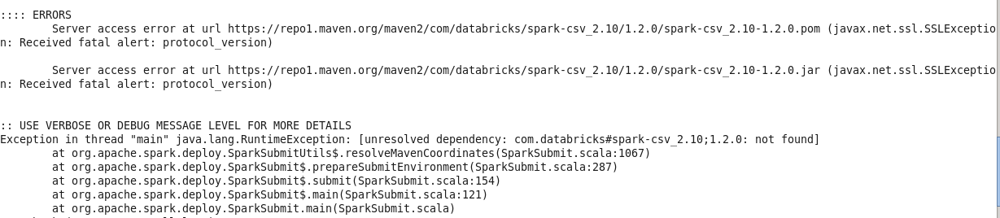 :::: ERRORS
Server access error at url https://repo1.maven.org/maven2/com/databricks/spark-csv_2.10/1.2.0/spark-csv_2.10-1.2.0.pom (javax.net.ssl.SSLExceptio
n: Received fatal alert: protocol_version)
Server access error at url https://repo1.maven.org/maven2/com/databricks/spark-csv_2.10/1.2.0/spark-csv_2.10-1.2.0.jar (javax.net.ssl.SSLExceptio
n: Received fatal alert: protocol_version)
:: USE VERBOSE OR DEBUG MESSAGE LEVEL FOR MORE DETAILS
Exception in thread "main" java.lang.RuntimeException: [unresolved dependency: com.databricks#spark-csv_2.10;1.2.0: not found]
at org.apache.spark.deploy.SparkSubmitUtils$.resolveMavenCoordinates(SparkSubmit.scala:1067)
at org.apache.spark.deploy.SparkSubmit$.prepareSubmitEnvironment(SparkSubmit.scala:287)
at org.apache.spark.deploy.SparkSubmit$.submit(SparkSubmit.scala:154)
at org.apache.spark.deploy.SparkSubmit$.main(SparkSubmit.scala:121)
at org.apache.spark.deploy.SparkSubmit.main(SparkSubmit.scala)